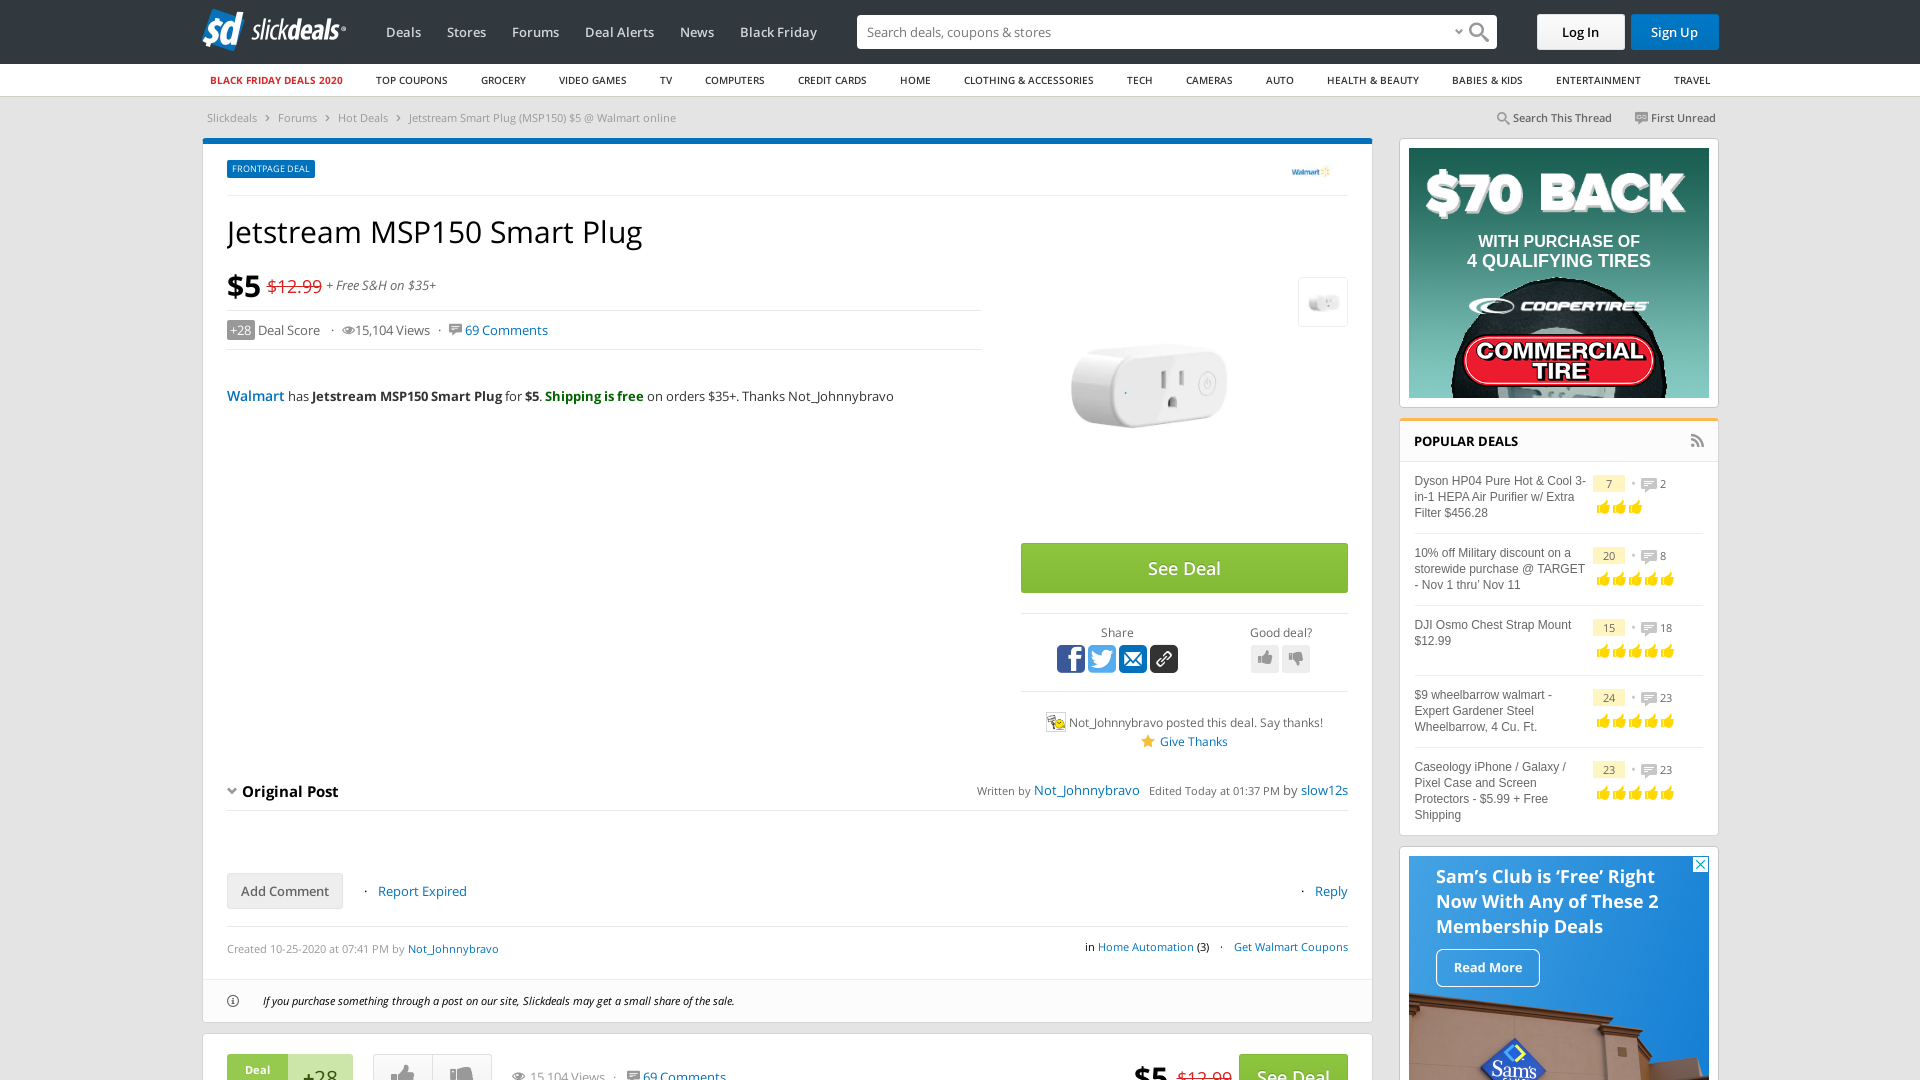 sd slickdeals
Deals Stores Forums Deal Alerts News Black Friday
Search deals, coupons & stores
Log In
Sign Up
BLACK FRIDAY DEALS 2020 TOP COUPONS GROCERY VIDEO GAMES TV COMPUTERS CREDIT CARDS HOME CLOTHING & ACCESSORIES TECH CAMERAS AUTO HEALTH & BEAUTY BABIES & KIDS ENTERTAINMENT TRAVEL
Slickdeals > Forums > Hot Deals > Jetstream Smart Plug (MSP150) $5 @ Walmart online
Search This Thread First Unread
FRONTPAGE DEAL
Walmart
Jetstream MSP150 Smart Plug
$5 $12.99 + Free S&H on $35+
+28 Deal Score · 15,104 Views · 69 Comments
Walmart has Jetstream MSP150 Smart Plug for $5. Shipping is free on orders $35+. Thanks Not_Johnnybravo
See Deal
Share
Good deal?
Not_Johnnybravo posted this deal. Say thanks!
Give Thanks
Original Post
Written by Not_Johnnybravo Edited Today at 01:37 PM by slow12s
Add Comment · Report Expired
· Reply
Created 10-25-2020 at 07:41 PM by Not_Johnnybravo
in Home Automation (3) · Get Walmart Coupons
If you purchase something through a post on our site, Slickdeals may get a small share of the sale.
Deal
+28
15,104 Views · 69 Comments
$5 $12.99
See Deal
$70 BACK
WITH PURCHASE OF
4 QUALIFYING TIRES
COOPERTIRES
COMMERCIAL
TIRE
POPULAR DEALS
Dyson HP04 Pure Hot & Cool 3-
in-1 HEPA Air Purifier w/ Extra
Filter $456.28
7 • 2
10% off Military discount on a
storewide purchase @ TARGET
- Nov 1 thru' Nov 11
20 • 8
DJI Osmo Chest Strap Mount
$12.99
15 • 18
$9 wheelbarrow walmart -
Expert Gardener Steel
Wheelbarrow, 4 Cu. Ft.
24 • 23
Caseology iPhone / Galaxy /
Pixel Case and Screen
Protectors - $5.99 + Free
Shipping
23 • 23
Sam's Club is ‘Free’ Right
Now With Any of These 2
Membership Deals
Read More
Sam's